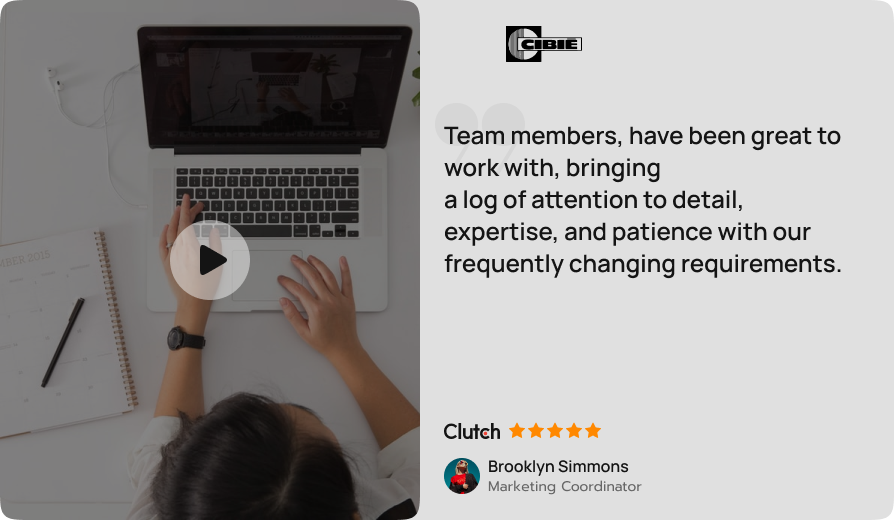 CIBIE
Team members, have been great to
work with, bringing
a log of attention to detail,
expertise, and patience with our
frequently changing requirements.
Clutch
Brooklyn Simmons
Marketing Coordinator
MBER 2015